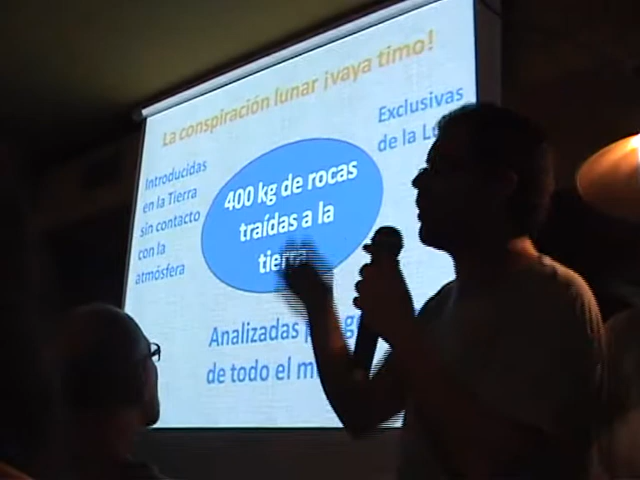 La conspiración lunar ¡vaya timo!
Introducidas
en la Tierra
sin contacto
con la
atmósfera
400 kg de rocas
traídas a la
tierra
Exclusivas
de la
Analizadas
de todo el